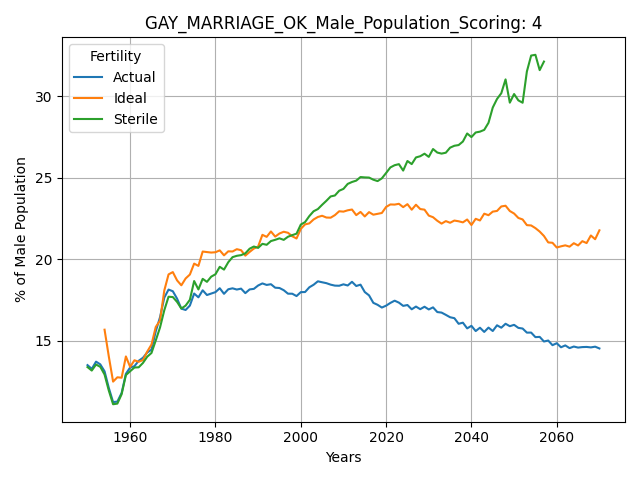 GAY_MARRIAGE_OK_Male_Population_Scoring: 4
Fertility
Actual
Ideal
Sterile
% of Male Population
30
25
20
15
1960 1980 2000 2020 2040 2060
Years